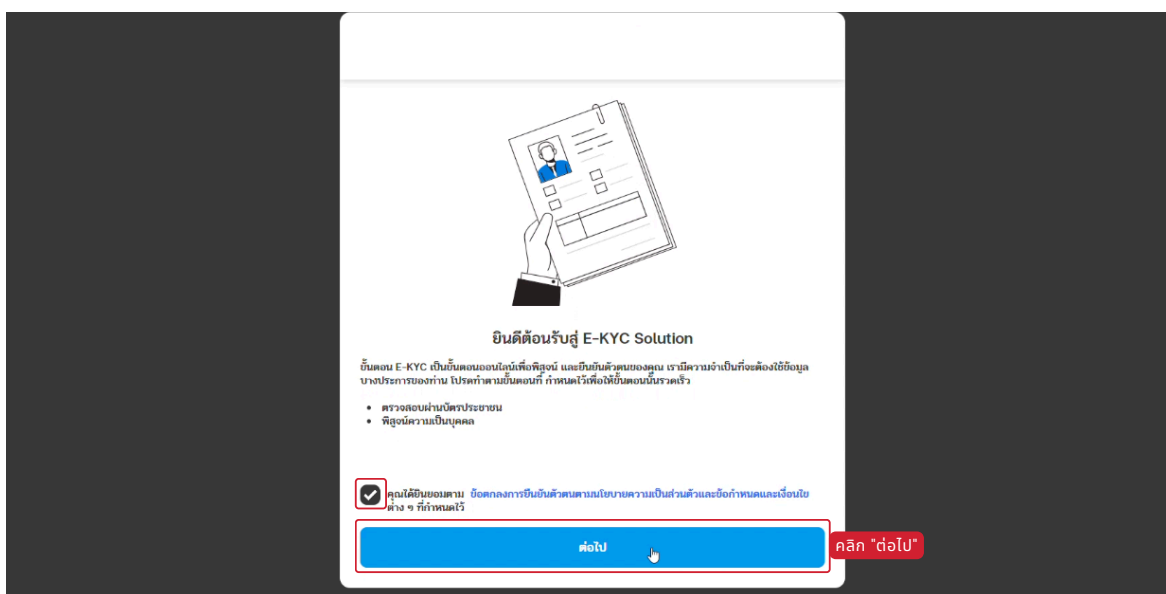 ยินดีต้อนรับสู่ E-KYC Solution
ขั้นตอน E-KYC เป็นขั้นตอนออนไลน์เพื่อพิสูจน์ และยืนยันตัวตนของคุณ เรามีความจำเป็นที่จะต้องใช้ข้อมูล
บางประการของท่าน โปรดทำตามขั้นตอนที่ กำหนดไว้เพื่อให้ขั้นตอนนั้นรวดเร็ว
• ตรวจสอบผ่านบัตรประชาชน
• พิสูจน์ความเป็นบุคคล
คุณได้ยินยอมตาม ข้อตกลงการยืนยันตัวตนตามนโยบายความเป็นส่วนตัวและข้อกำหนดและเงื่อนไข
ต่าง ๆ ที่กำหนดไว้
ต่อไป
คลิก "ต่อไป"